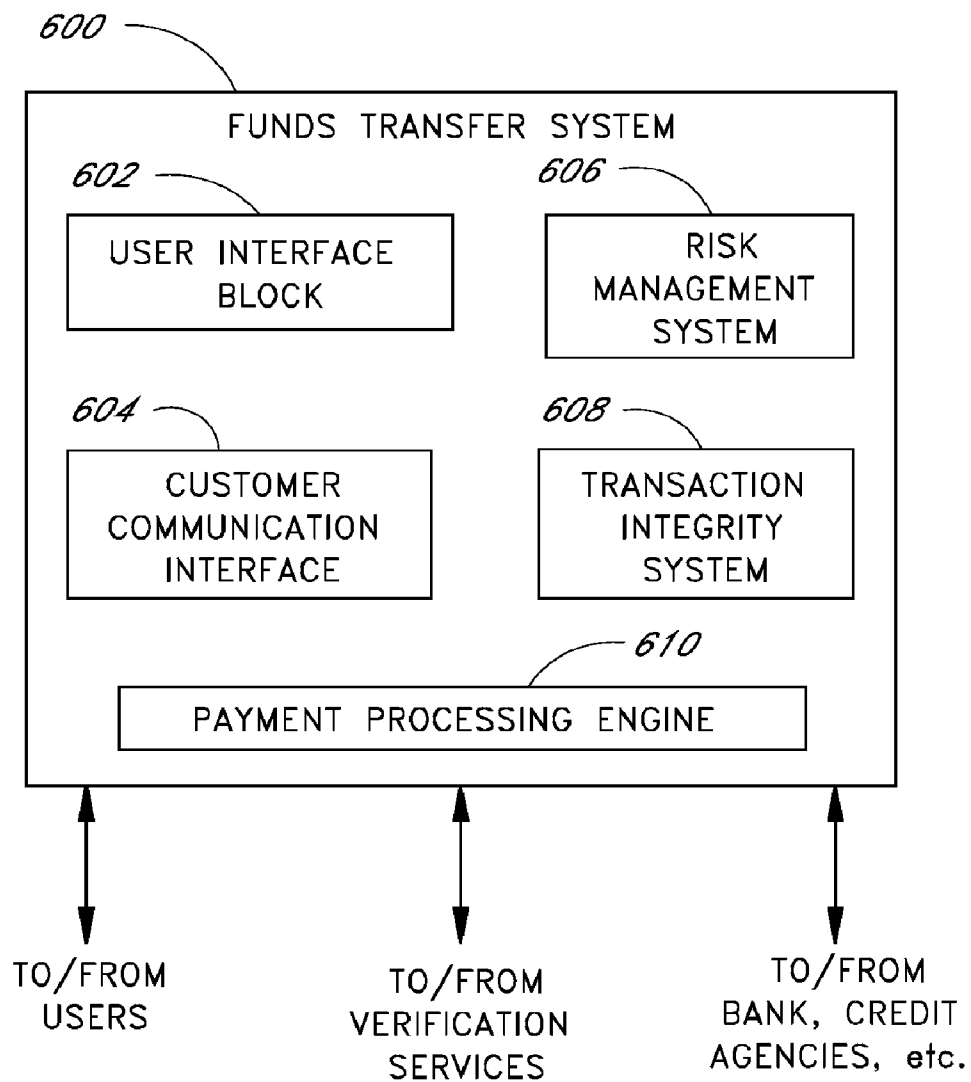 600
FUNDS TRANSFER SYSTEM
602
USER INTERFACE
BLOCK
606
RISK
MANAGEMENT
SYSTEM
604
CUSTOMER
COMMUNICATION
INTERFACE
608
TRANSACTION
INTEGRITY
SYSTEM
610
PAYMENT PROCESSING ENGINE
TO/FROM
USERS
TO/FROM
VERIFICATION
SERVICES
TO/FROM
BANK, CREDIT
AGENCIES, etc.